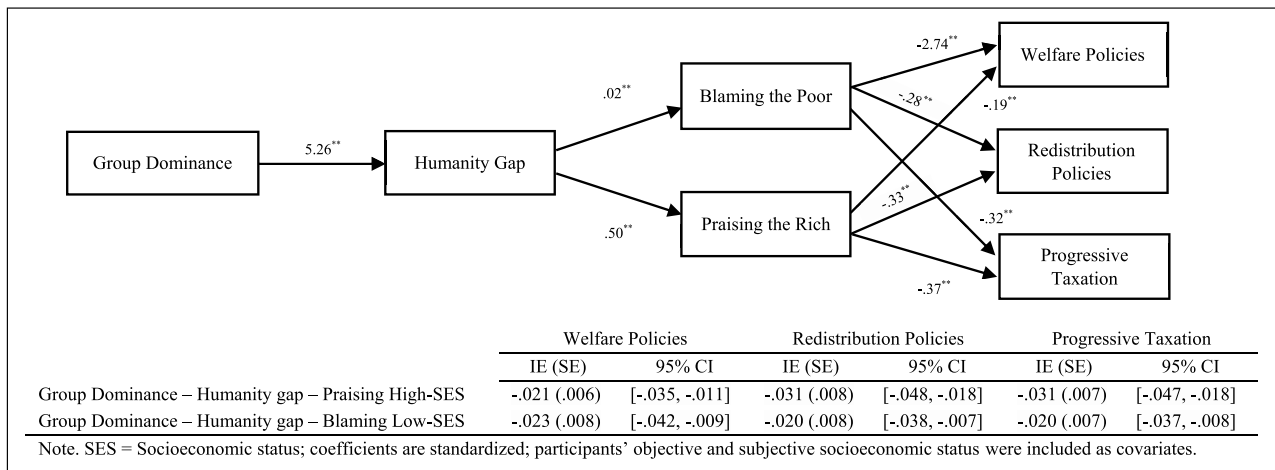 -2.74**
Welfare Policies
.02**
Blaming the Poor
-.28**
-.19**
5.26**
Group Dominance
Humanity Gap
Redistribution
Policies
-.33**
Praising the Rich
-.32**
.50**
Progressive
Taxation
-.37**
Welfare Policies Redistribution Policies Progressive Taxation
IE (SE) 95% CI IE (SE) 95% CI IE (SE) 95% CI
Group Dominance – Humanity gap – Praising High-SES -.021 (.006) [-.035, -.011] -.031 (.008) [-.048, -.018] -.031 (.007) [-.047, -.018]
Group Dominance – Humanity gap – Blaming Low-SES -.023 (.008) [-.042, -.009] -.020 (.008) [-.038, -.007] -.020 (.007) [-.037, -.008]
Note. SES = Socioeconomic status; coefficients are standardized; participants’ objective and subjective socioeconomic status were included as covariates.